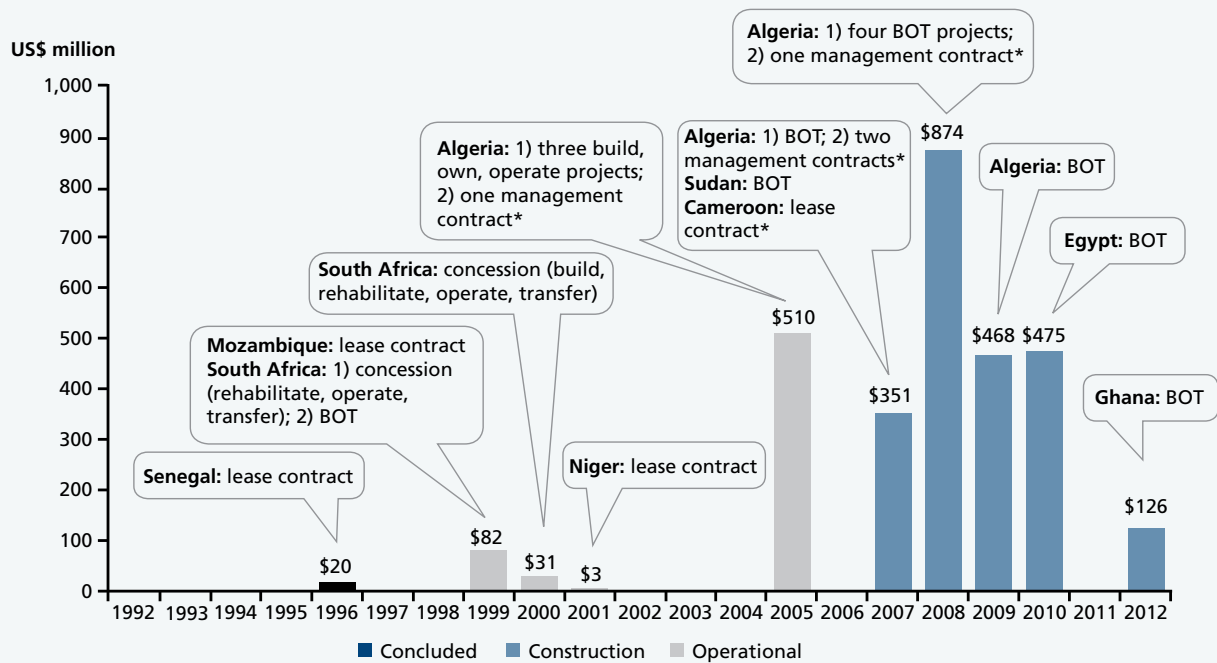 US$ million
1,000
900
800
700
600
500
400
300
200
100
0
Senegal: lease contract
$20
Mozambique: lease contract
South Africa: 1) concession
(rehabilitate, operate,
transfer); 2) BOT
$82
South Africa: concession (build,
rehabilitate, operate, transfer)
$31
Niger: lease contract
$3
Algeria: 1) three build,
own, operate projects;
2) one management
contract*
$510
Algeria: 1) BOT; 2) two
management contracts*
Sudan: BOT
Cameroon: lease
contract*
$351
Algeria: 1) four BOT projects;
2) one management contract*
$874
Algeria: BOT
$468
Egypt: BOT
$475
Ghana: BOT
$126
1992 1993 1994 1995 1996 1997 1998 1999 2000 2001 2002 2003 2004 2005 2006 2007 2008 2009 2010 2011 2012
Concluded Construction Operational